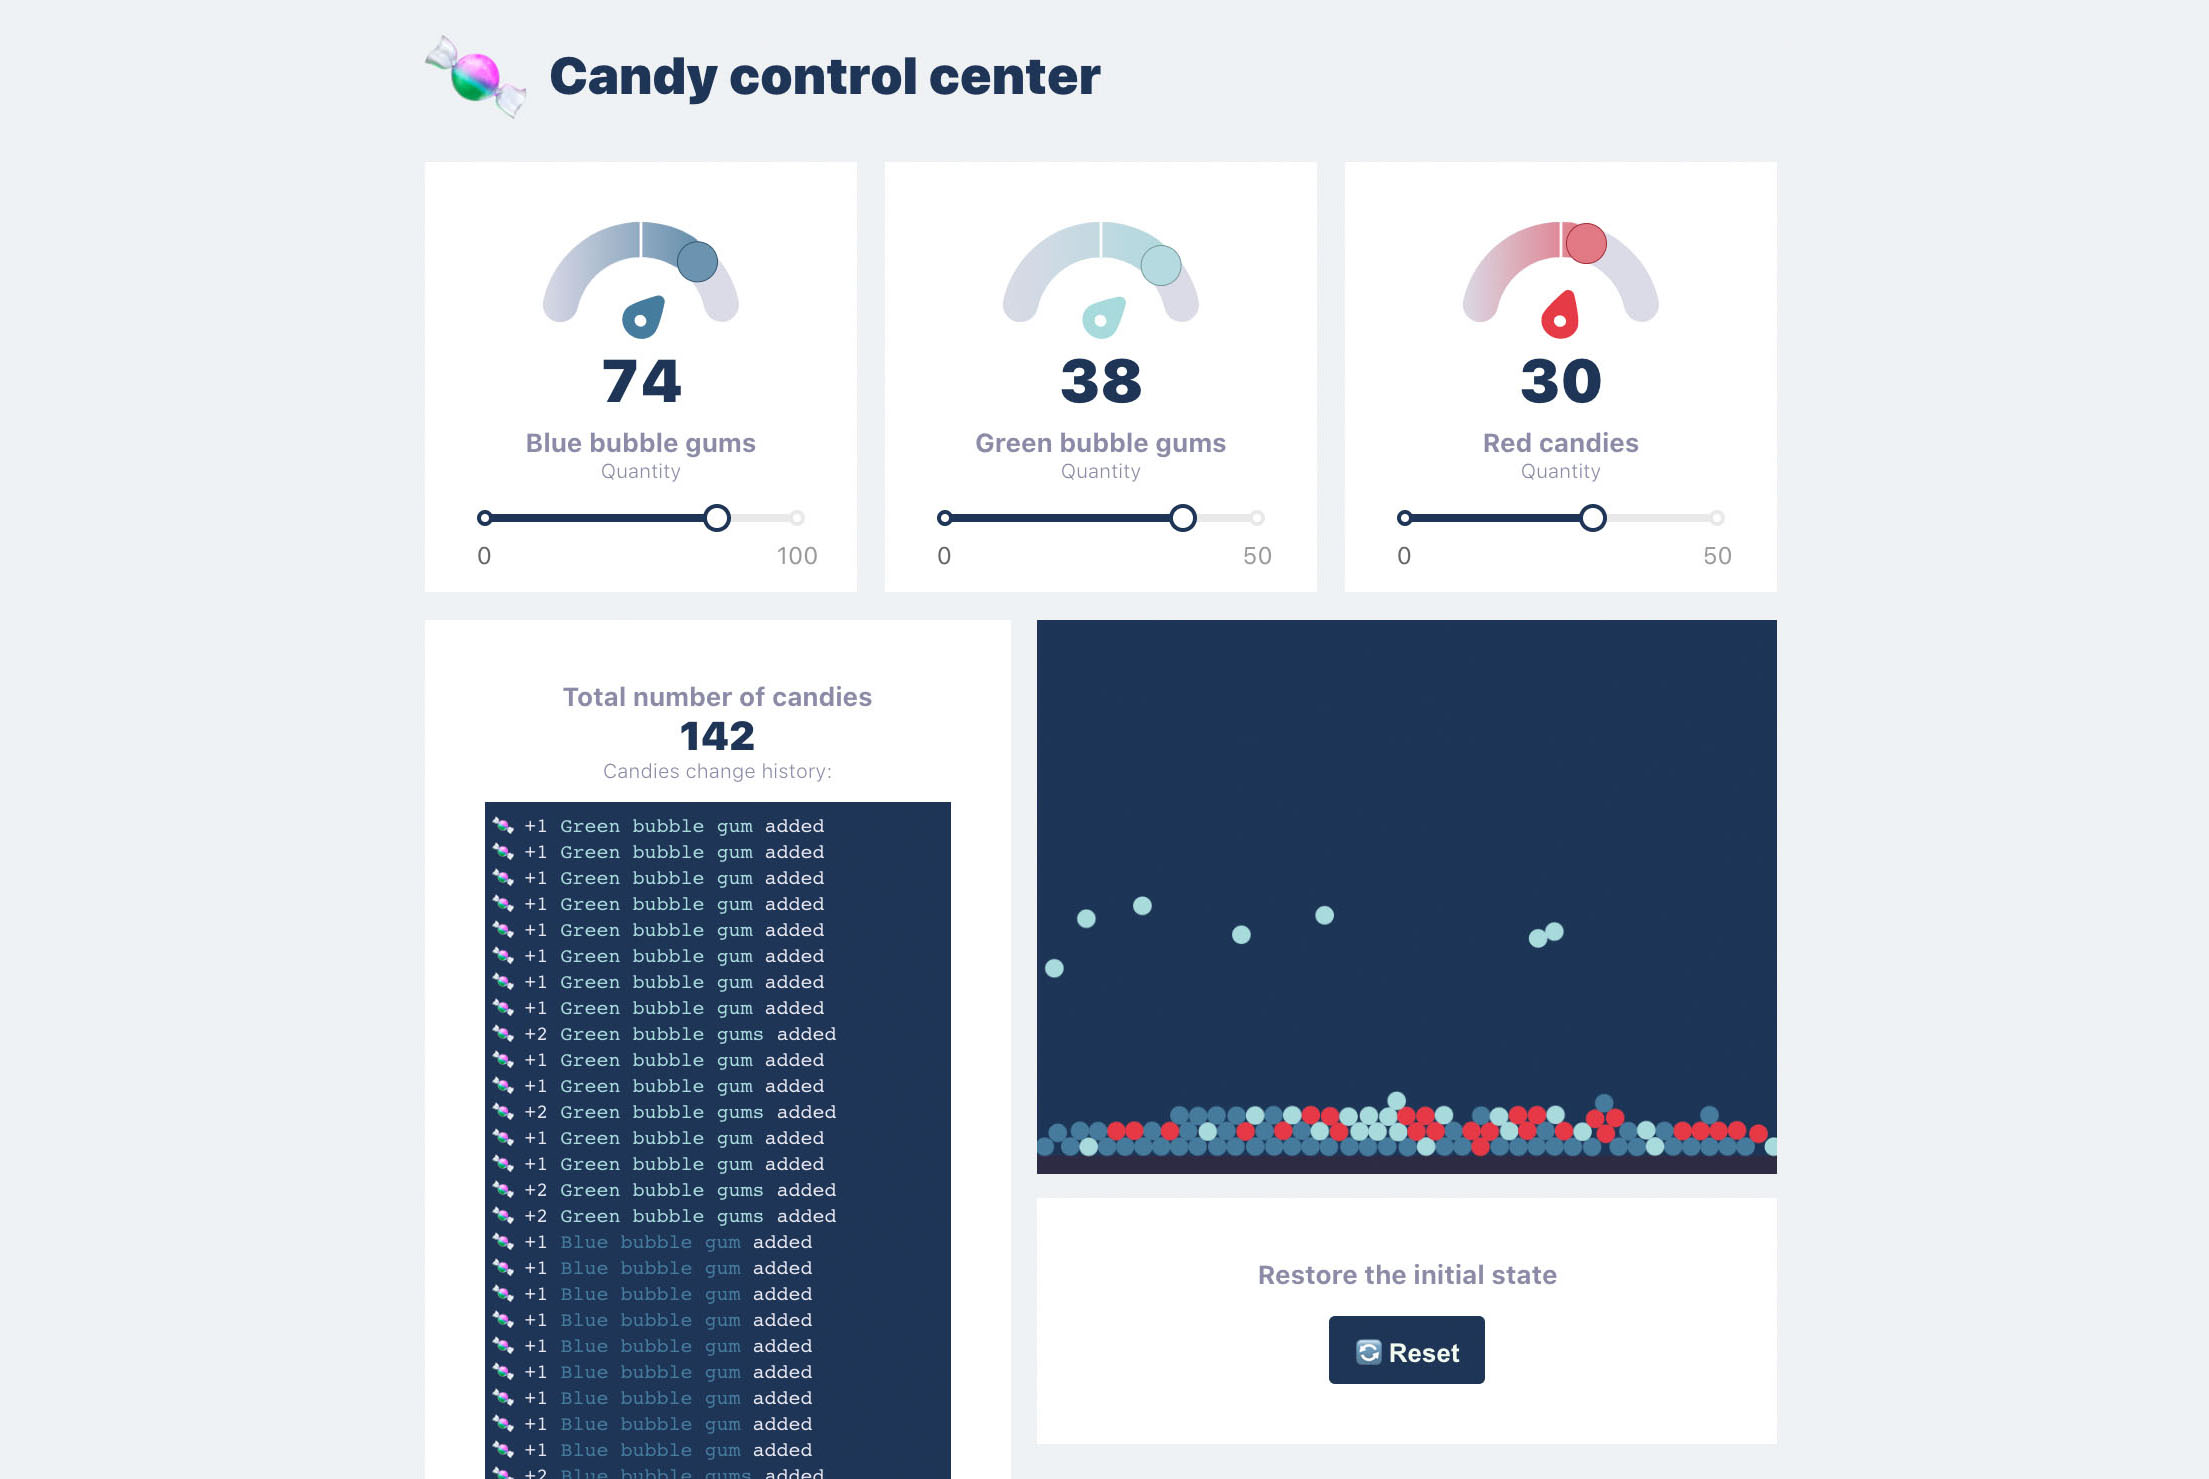 Candy control center
74
Blue bubble gums
Quantity
0 100
38
Green bubble gums
Quantity
0 50
30
Red candies
Quantity
0 50
Total number of candies
142
Candies change history:
+1 Green bubble gum added
+1 Green bubble gum added
+1 Green bubble gum added
+1 Green bubble gum added
+1 Green bubble gum added
+1 Green bubble gum added
+1 Green bubble gum added
+1 Green bubble gum added
+2 Green bubble gums added
+1 Green bubble gum added
+1 Green bubble gum added
+2 Green bubble gums added
+1 Green bubble gum added
+1 Green bubble gum added
+2 Green bubble gums added
+2 Green bubble gums added
+1 Blue bubble gum added
+1 Blue bubble gum added
+1 Blue bubble gum added
+1 Blue bubble gum added
+1 Blue bubble gum added
+1 Blue bubble gum added
+1 Blue bubble gum added
+1 Blue bubble gum added
+1 Blue bubble gum added
+2 Blue bubble gums added
Restore the initial state
Reset